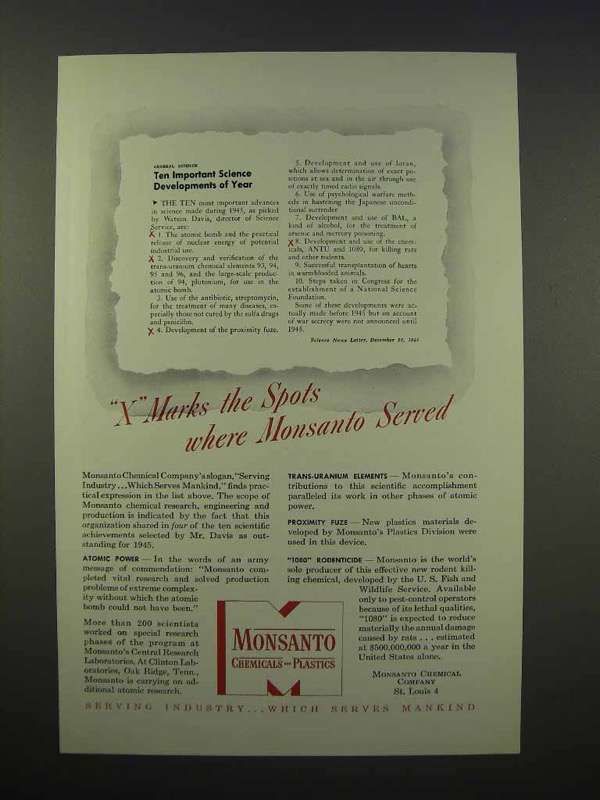 GENERAL SCIENCE
Ten Important Science
Developments of Year
► THE TEN most important advances
in science made during 1945, as picked
by Watson Davis, director of Science
Service, are:
X 1. The atomic bomb and the practical
release of nuclear energy of potential
industrial use.
X 2. Discovery and verification of the
trans-uranium chemical elements 93, 94,
95 and 96, and the large-scale produc-
tion of 94, plutonium, for use in the
atomic bomb.
3. Use of the antibiotic, streptomycin,
for the treatment of many diseases, es-
pecially those not cured by the sulfa drugs
and penicillin.
X 4. Development of the proximity fuze.
5. Development and use of loran,
which allows determination of exact po-
sitions at sea and in the air through use
of exactly timed radio signals.
6. Use of psychological warfare meth-
ods in hastening the Japanese uncondi-
tional surrender.
7. Development and use of BAL, a
kind of alcohol, for the treatment of
arsenic and mercury poisoning.
X 8. Development and use of the chem-
icals, ANTU and 1080, for killing rats
and other rodents.
9. Successful transplantation of hearts
in warmblooded animals.
10. Steps taken in Congress for the
establishment of a National Science
Foundation.
Some of these developments were ac-
tually made before 1945 but on account
of war secrecy were not announced until
1945.
Science News Letter, December 1945
"X" Marks the Spots
where Monsanto Served
Monsanto Chemical Company's slogan, "Serving
Industry...Which Serves Mankind," finds prac-
tical expression in the list above. The scope of
Monsanto chemical research, engineering and
production is indicated by the fact that this
organization shared in four of the ten scientific
achievements selected by Mr. Davis as out-
standing for 1945.
ATOMIC POWER — In the words of an army
message of commendation: "Monsanto com-
pleted vital research and solved production
problems of extreme complex-
ity without which the atomic
bomb could not have been."
More than 200 scientists
worked on special research
phases of the program at
Monsanto's Central Research
Laboratories. At Clinton Lab-
oratories, Oak Ridge, Tenn.,
Monsanto is carrying on ad-
ditional atomic research.
TRANS-URANIUM ELEMENTS — Monsanto's con-
tributions to this scientific accomplishment
paralleled its work in other phases of atomic
power.
PROXIMITY FUZE — New plastics materials de-
veloped by Monsanto's Plastics Division were
used in this device.
"1080" RODENTICIDE — Monsanto is the world's
sole producer of this effective new rodent kill-
ing chemical, developed by the U. S. Fish and
Wildlife Service. Available
only to pest-control operators
because of its lethal qualities,
"1080" is expected to reduce
materially the annual damage
caused by rats ... estimated
at $500,000,000 a year in the
United States alone.
MONSANTO CHEMICAL
COMPANY
St. Louis 4
MONSANTO
CHEMICALS — PLASTICS
SERVING INDUSTRY...WHICH SERVES MANKIND